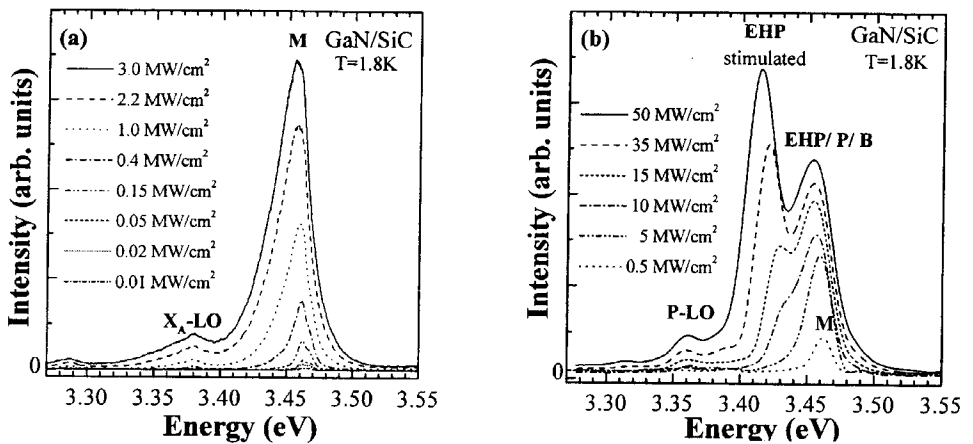 (a)
M
GaN/SiC
T=1.8K
3.0 MW/cm²
2.2 MW/cm²
1.0 MW/cm²
0.4 MW/cm²
0.15 MW/cm²
0.05 MW/cm²
0.02 MW/cm²
0.01 MW/cm²
X_A-LO
Intensity (arb. units)
0
3.30 3.40 3.45 3.50 3.55
Energy (eV)
(b)
EHP
stimulated
GaN/SiC
T=1.8K
50 MW/cm²
35 MW/cm²
15 MW/cm²
10 MW/cm²
5 MW/cm²
0.5 MW/cm²
EHP/ P/ B
P-LO
M
Intensity (arb. units)
0
3.30 3.35 3.40 3.45 3.50 3.55
Energy (eV)